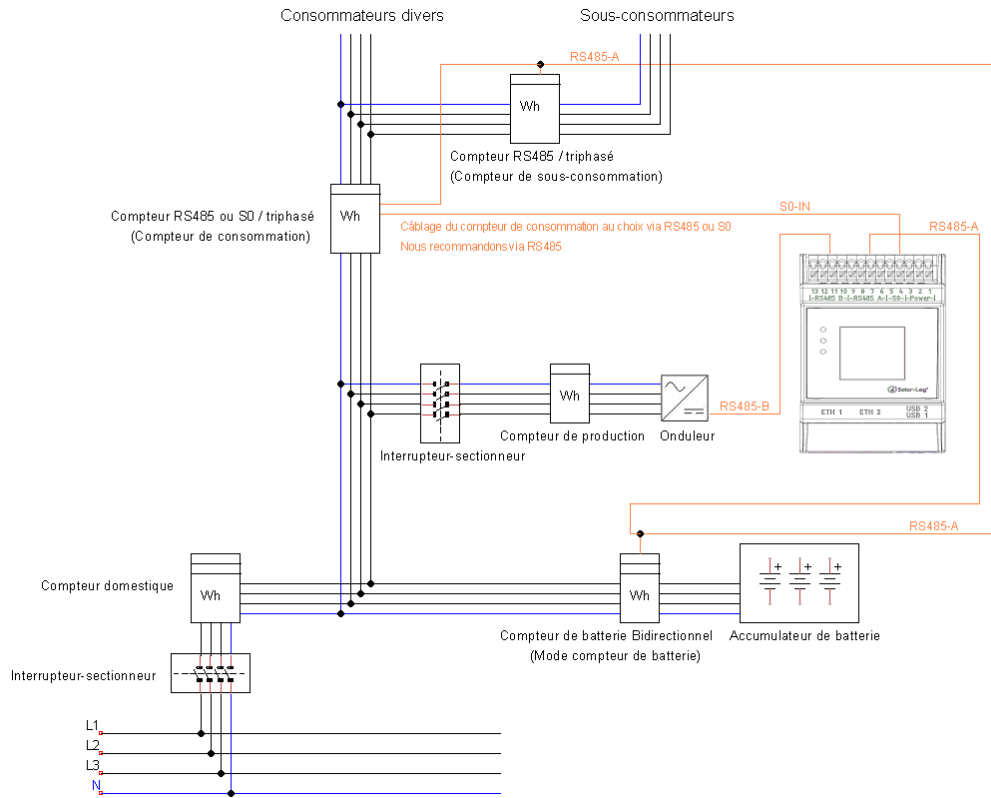 Consommateurs divers
Sous-consommateurs
RS485-A
Wh
Compteur RS485 / triphasé
(Compteur de sous-consommation)
Compteur RS485 ou S0 / triphasé
(Compteur de consommation)
Wh
S0-IN
Câblage du compteur de consommation au choix via RS485 ou S0
Nous recommandons via RS485
RS485-A
13 12 11 10 9 8 7 6 5 4 3 2 1
|-RS485 B-|-RS485 A-|-S0-|-Power-|
Solar-Log®
ETH 1 ETH 2 USB 2
USB 1
Wh
RS485-B
Compteur de production
Onduleur
Interrupteur-sectionneur
RS485-A
Compteur domestique
Wh
Wh
+ + +
Compteur de batterie Bidirectionnel
(Mode compteur de batterie)
Accumulateur de batterie
Interrupteur-sectionneur
L1
L2
L3
N